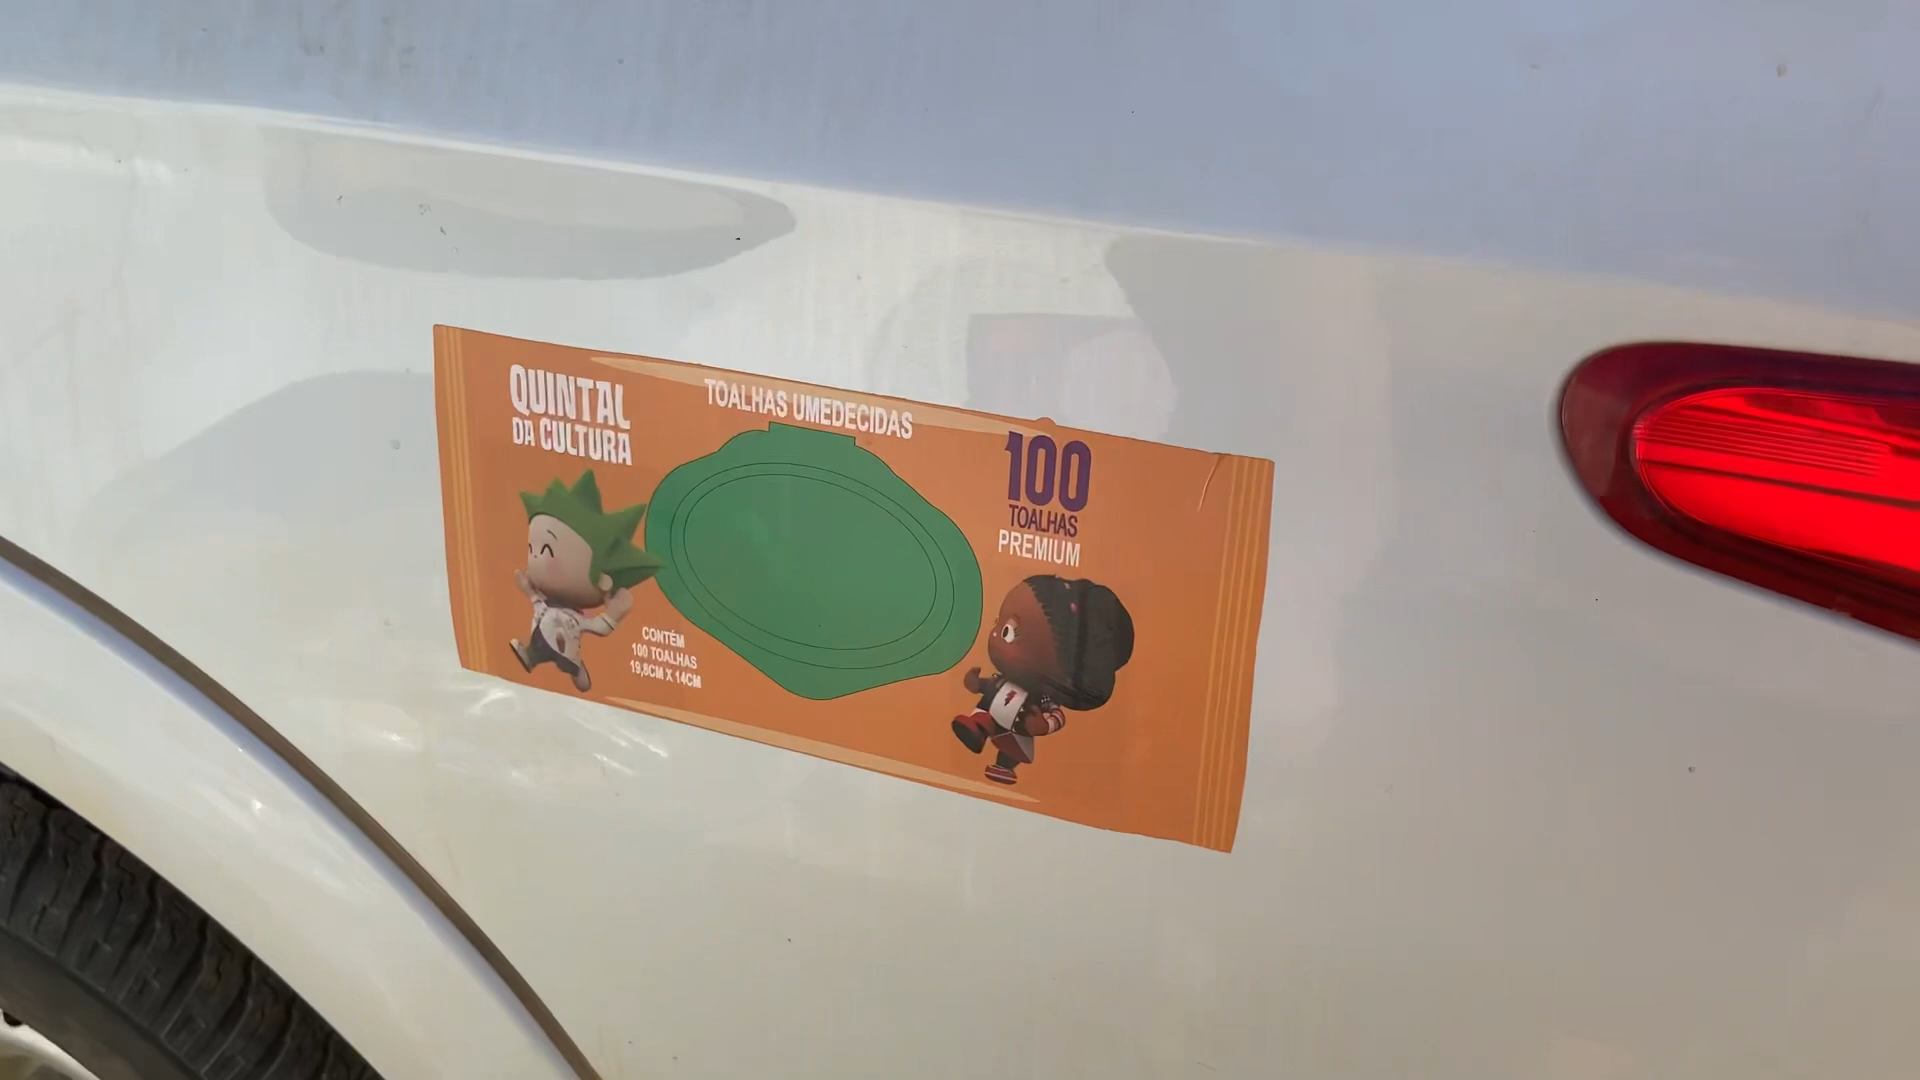 QUINTAL
DA CULTURA
TOALHAS UMEDECIDAS
100
TOALHAS
PREMIUM
CONTÉM
100 TOALHAS
19,8CM X 14CM